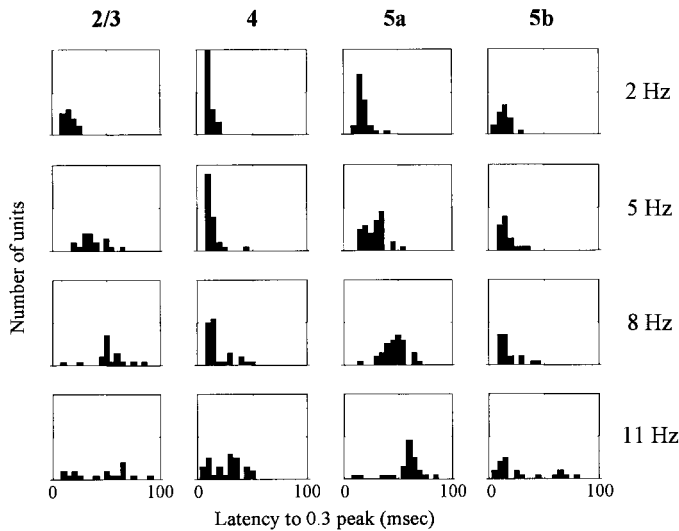 2/3 4 5a 5b
2 Hz
5 Hz
Number of units
8 Hz
11 Hz
0 100 0 100 0 100 0 100
Latency to 0.3 peak (msec)